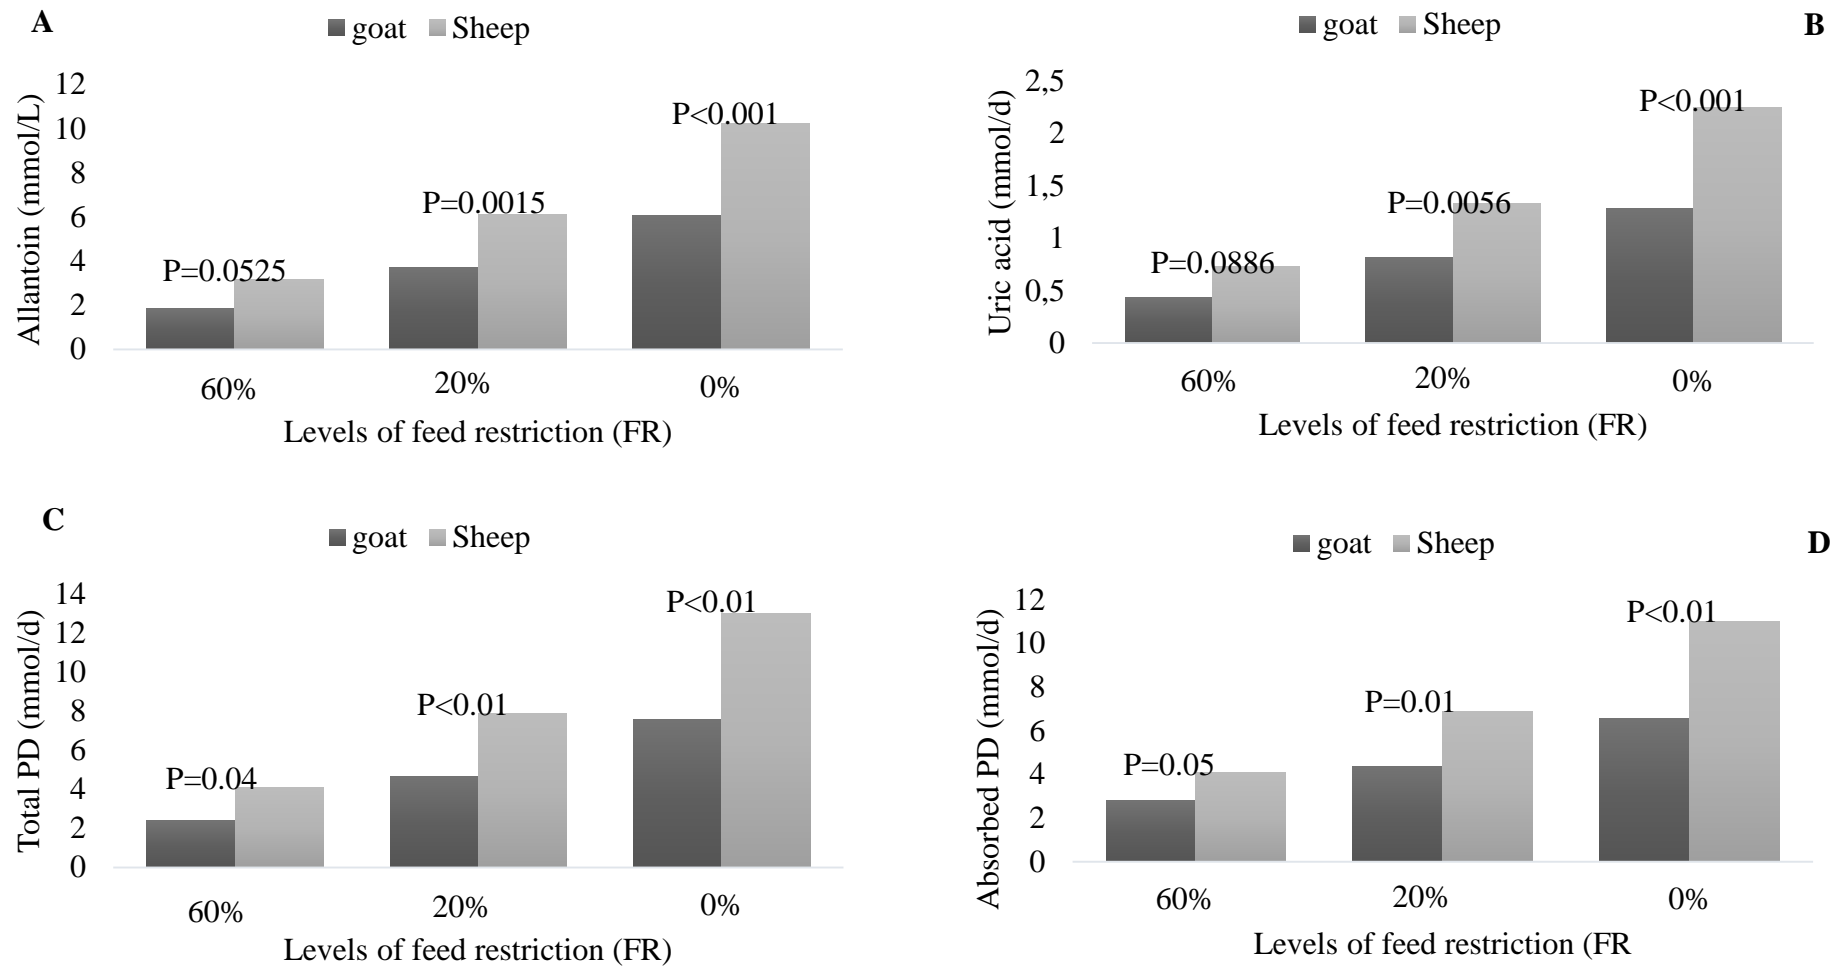 A
goat Sheep
Allantoin (mmol/L)
12
10
8
6
4
2
0
P=0.0525
P=0.0015
P<0.001
60% 20% 0%
Levels of feed restriction (FR)
B
goat Sheep
Uric acid (mmol/d)
2,5
2
1,5
1
0,5
0
P=0.0886
P=0.0056
P<0.001
60% 20% 0%
Levels of feed restriction (FR)
C
goat Sheep
Total PD (mmol/d)
14
12
10
8
6
4
2
0
P=0.04
P<0.01
P<0.01
60% 20% 0%
Levels of feed restriction (FR)
D
goat Sheep
Absorbed PD (mmol/d)
12
10
8
6
4
2
0
P=0.05
P=0.01
P<0.01
60% 20% 0%
Levels of feed restriction (FR